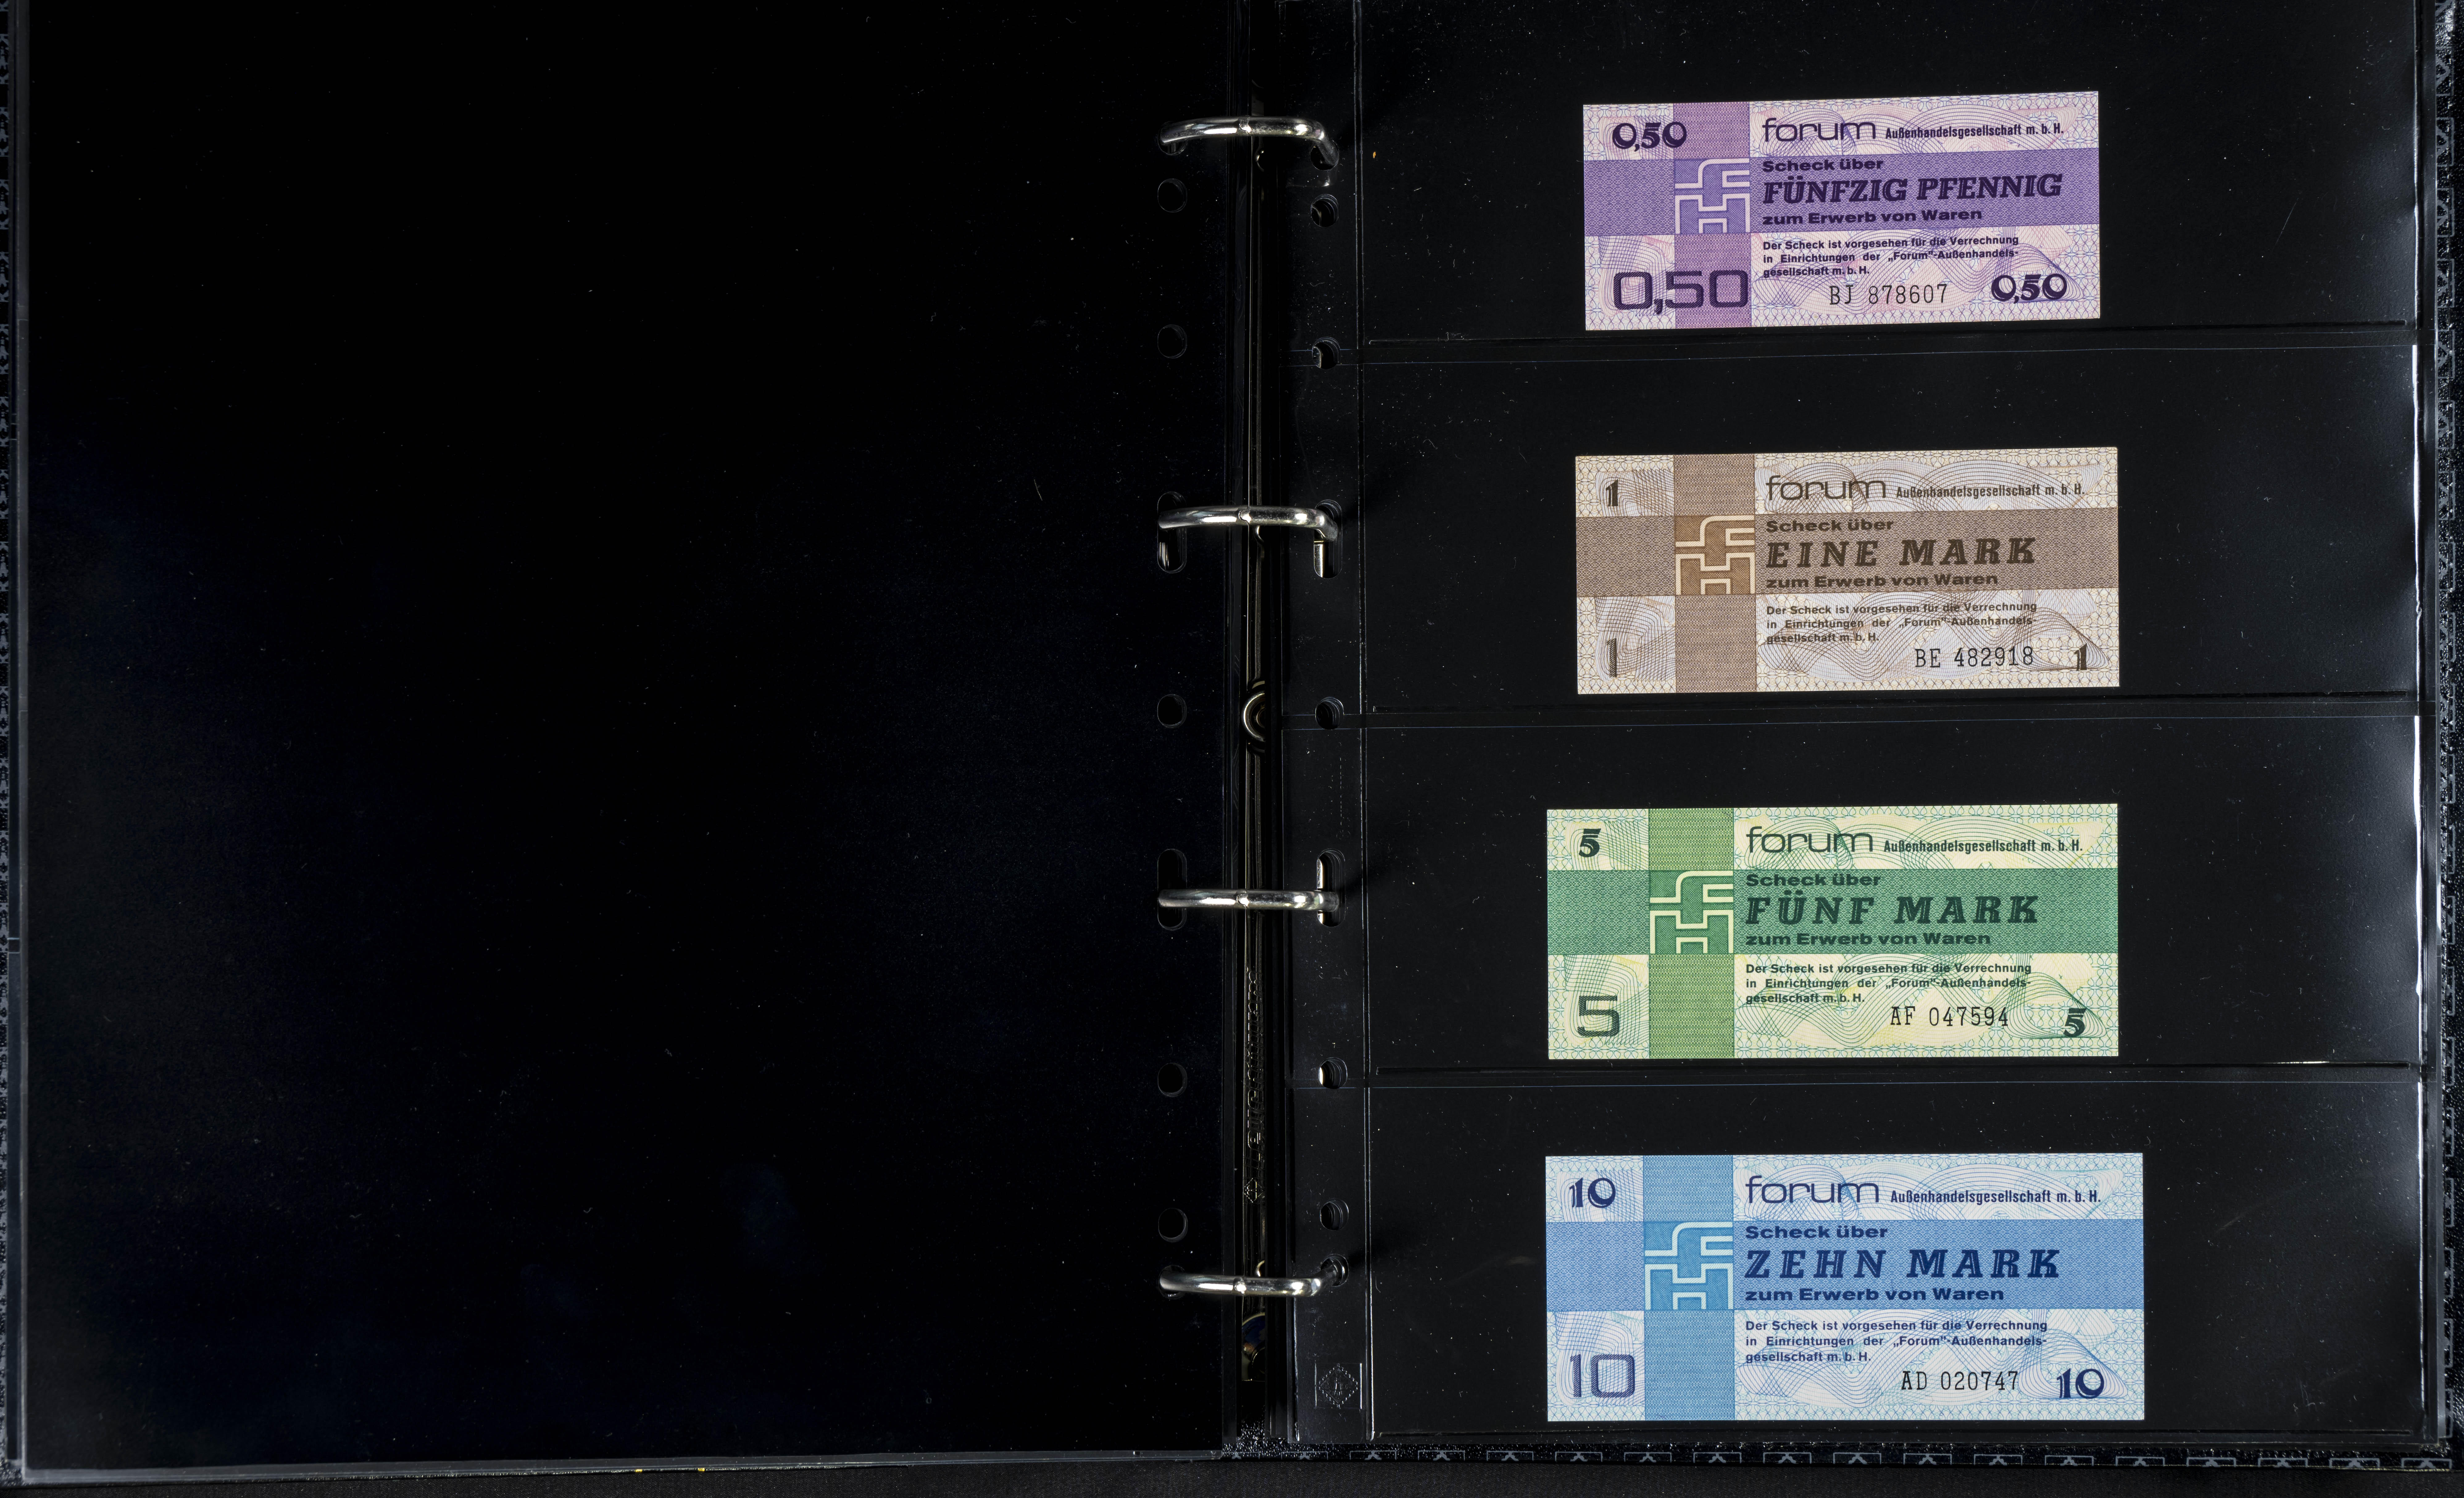 0,50
forum Außenhandelsgesellschaft m. b. H.
Scheck über
FÜNFZIG PFENNIG
zum Erwerb von Waren
Der Scheck ist vorgesehen für die Verrechnung
in Einrichtungen der „Forum"-Außenhandels-
gesellschaft m. b. H.
0,50
BJ 878607
0,50
1
forum Außenhandelsgesellschaft m. b. H.
Scheck über
EINE MARK
zum Erwerb von Waren
Der Scheck ist vorgesehen für die Verrechnung
in Einrichtungen der „Forum"-Außenhandels-
gesellschaft m. b. H.
1
BE 482918
1
5
forum Außenhandelsgesellschaft m. b. H.
Scheck über
FÜNF MARK
zum Erwerb von Waren
Der Scheck ist vorgesehen für die Verrechnung
in Einrichtungen der „Forum"-Außenhandels-
gesellschaft m. b. H.
5
AF 047594
5
10
forum Außenhandelsgesellschaft m. b. H.
Scheck über
ZEHN MARK
zum Erwerb von Waren
Der Scheck ist vorgesehen für die Verrechnung
in Einrichtungen der „Forum"-Außenhandels-
gesellschaft m. b. H.
10
AD 020747
10